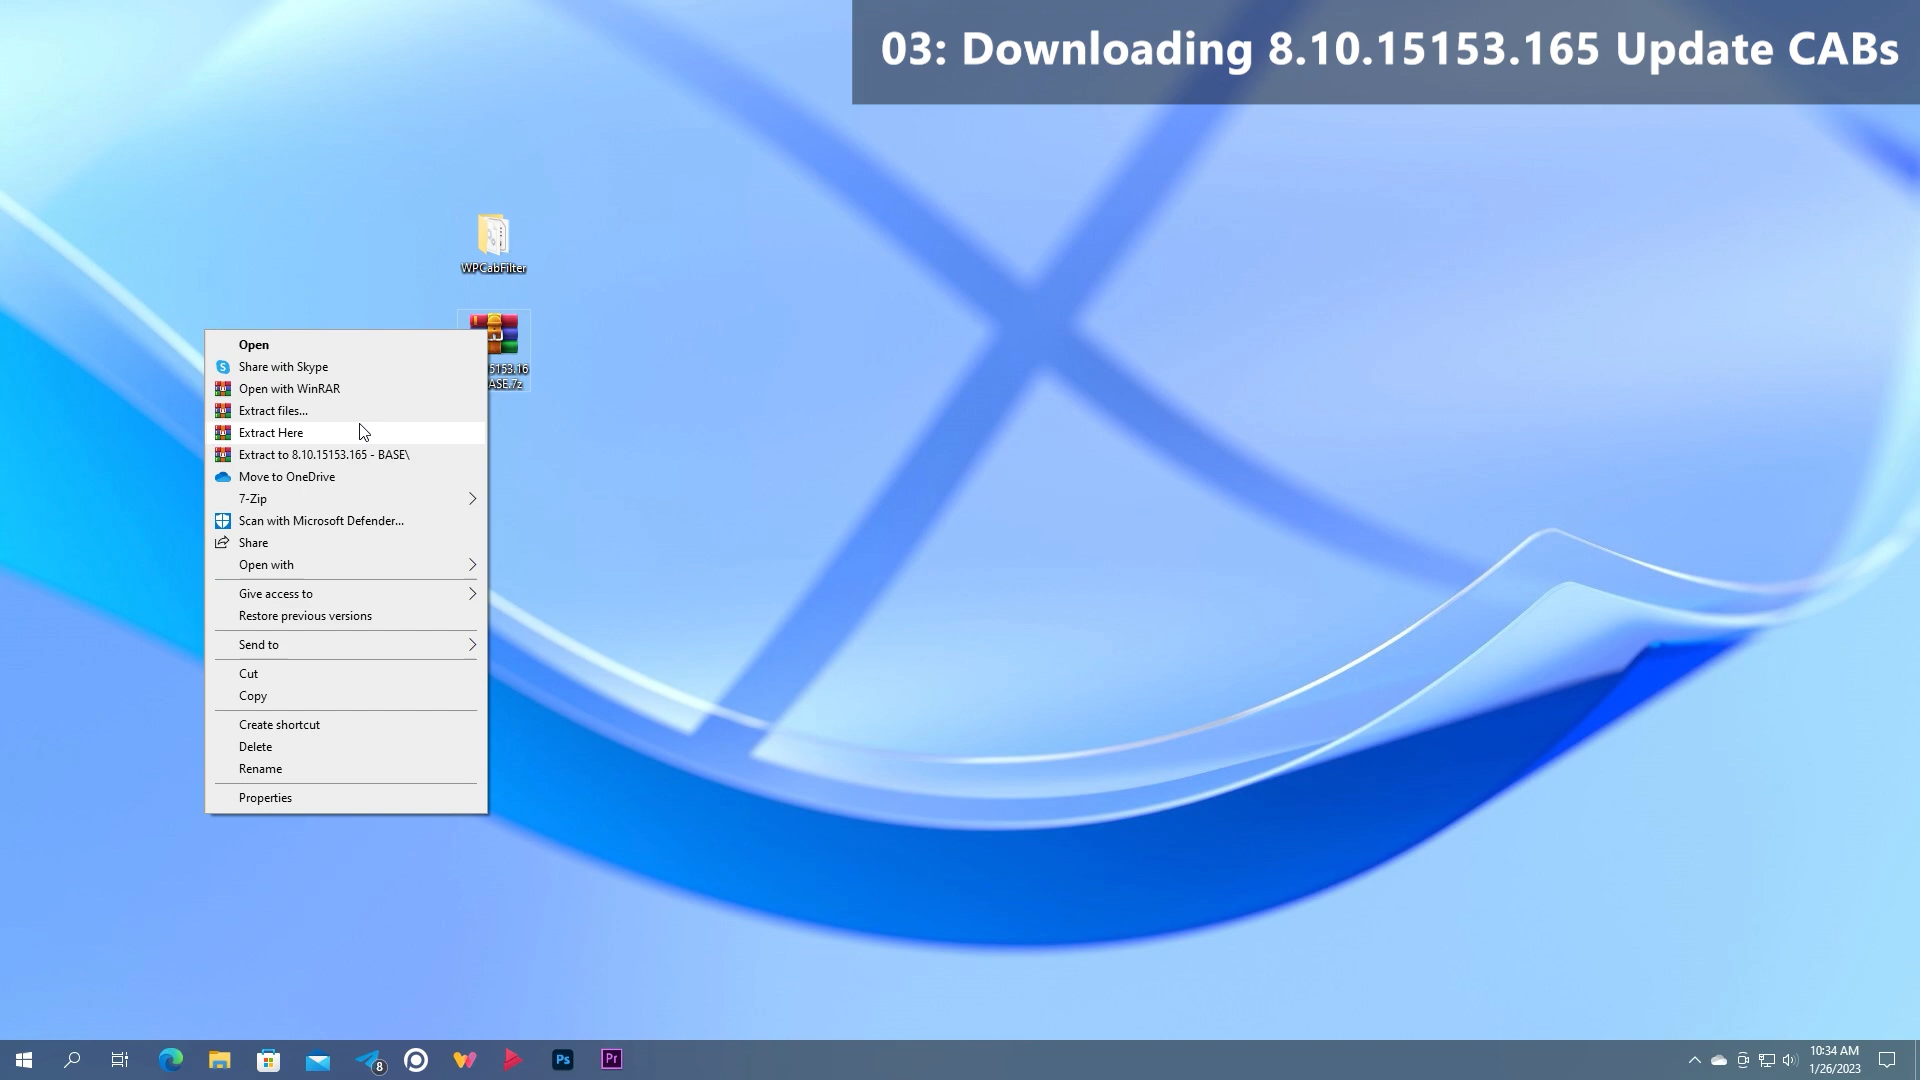 03: Downloading 8.10.15153.165 Update CABs
WPCabFilter
5153.16
ASE.7z
Open
Share with Skype
Open with WinRAR
Extract files...
Extract Here
Extract to 8.10.15153.165 - BASE\
Move to OneDrive
7-Zip
Scan with Microsoft Defender...
Share
Open with
Give access to
Restore previous versions
Send to
Cut
Copy
Create shortcut
Delete
Rename
Properties
8
Ps
Pr
10:34 AM
1/26/2023